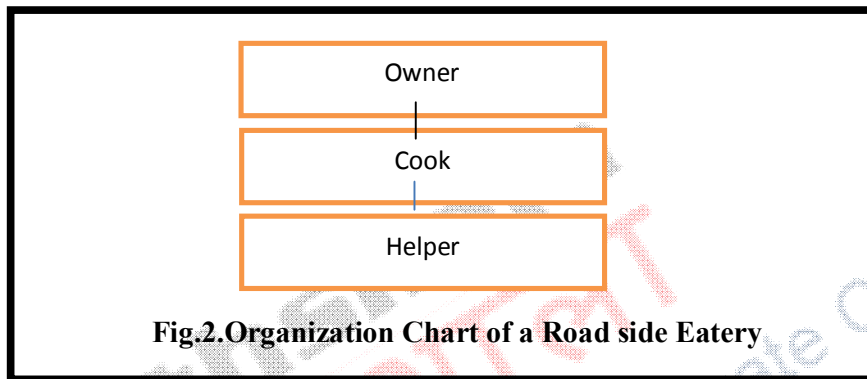 Owner
Cook
Helper
Fig.2.Organization Chart of a Road side Eatery